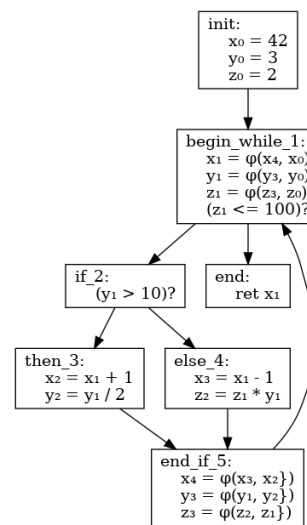 init:
x₀ = 42
y₀ = 3
z₀ = 2
begin_while_1:
x₁ = φ(x₄, x₀)
y₁ = φ(y₃, y₀)
z₁ = φ(z₃, z₀)
(z₁ <= 100)?
if_2:
(y₁ > 10)?
end:
ret x₁
then_3:
x₂ = x₁ + 1
y₂ = y₁ / 2
else_4:
x₃ = x₁ - 1
z₂ = z₁ * y₁
end_if_5:
x₄ = φ(x₃, x₂})
y₃ = φ(y₁, y₂})
z₃ = φ(z₂, z₁})